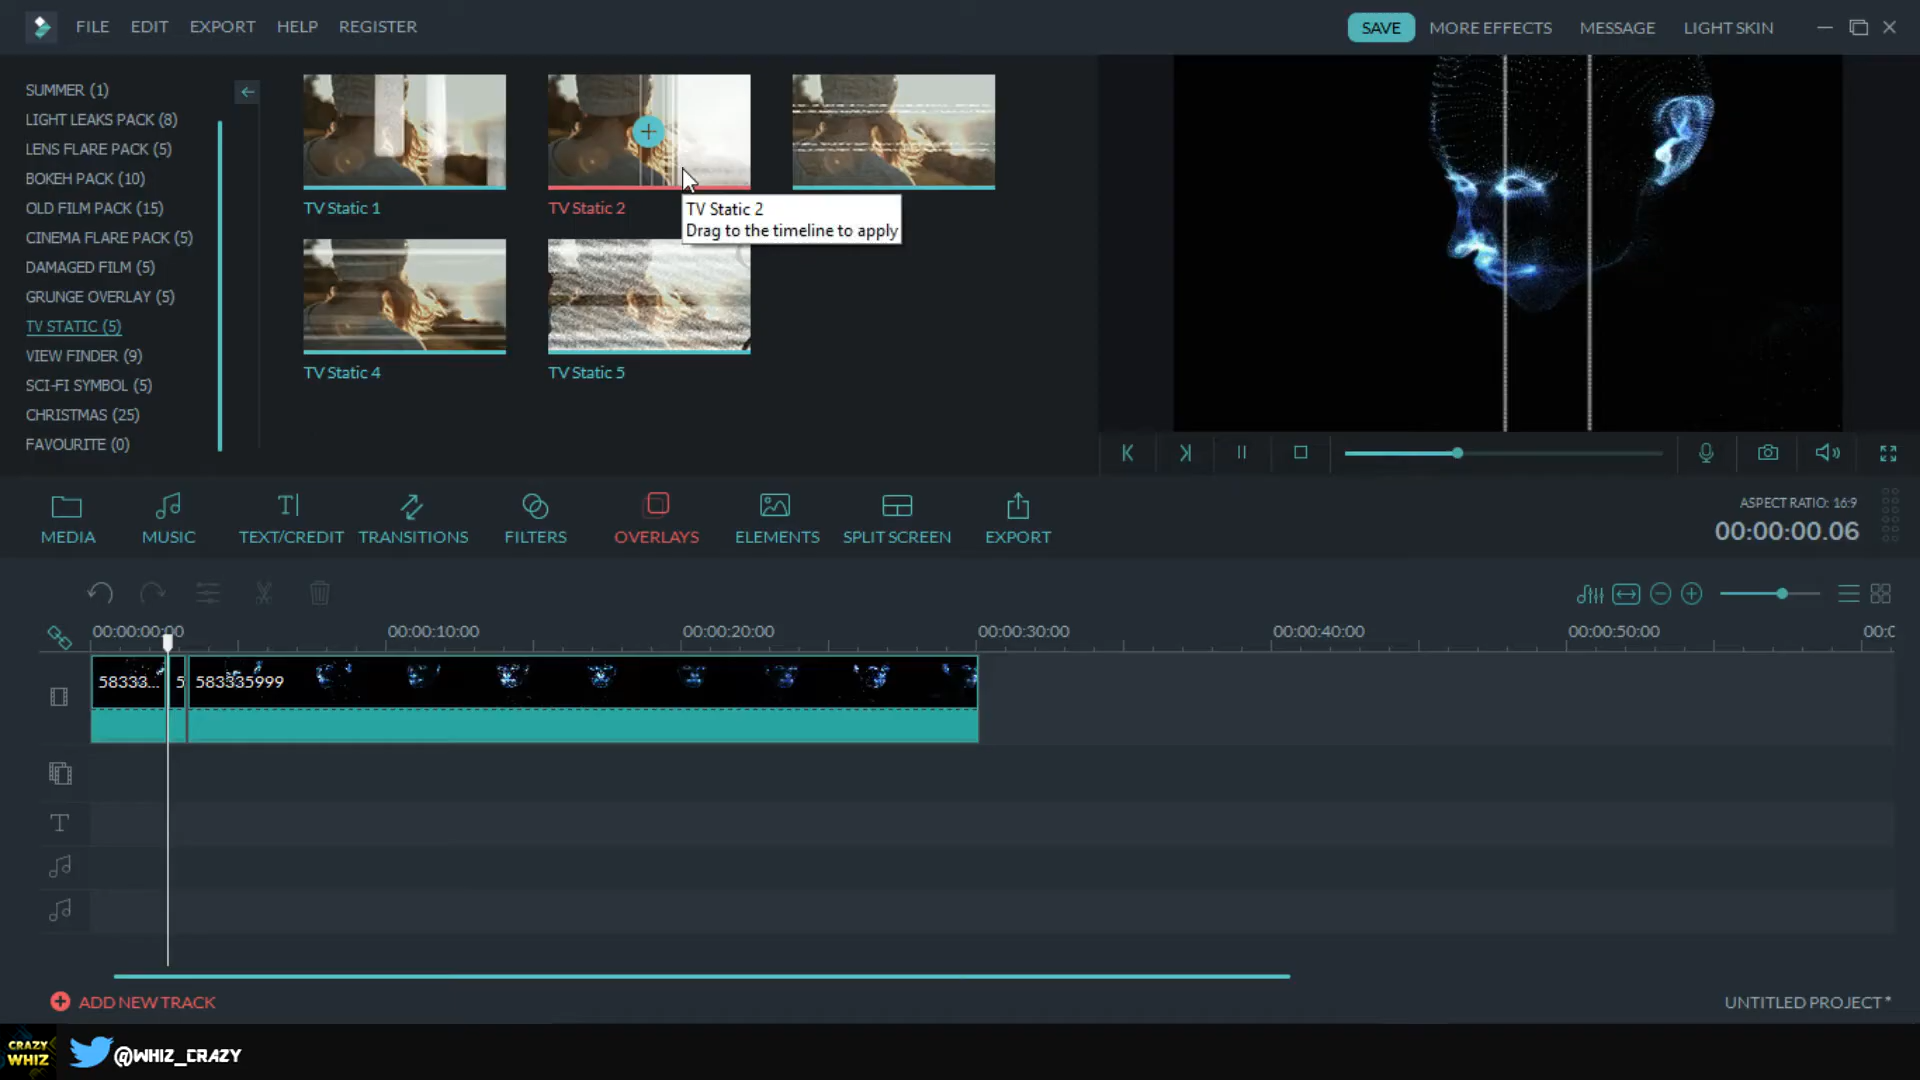 FILE EDIT EXPORT HELP REGISTER
SAVE MORE EFFECTS MESSAGE LIGHT SKIN
SUMMER (1)
LIGHT LEAKS PACK (8)
LENS FLARE PACK (5)
BOKEH PACK (10)
OLD FILM PACK (15)
CINEMA FLARE PACK (5)
DAMAGED FILM (5)
GRUNGE OVERLAY (5)
TV STATIC (5)
VIEW FINDER (9)
SCI-FI SYMBOL (5)
CHRISTMAS (25)
FAVOURITE (0)
TV Static 1
TV Static 2
TV Static 2
Drag to the timeline to apply
TV Static 4
TV Static 5
MEDIA MUSIC TEXT/CREDIT TRANSITIONS FILTERS OVERLAYS ELEMENTS SPLIT SCREEN EXPORT
ASPECT RATIO: 16:9
00:00:00.06
00:00:00:00 00:00:10:00 00:00:20:00 00:00:30:00 00:00:40:00 00:00:50:00 00:0
58333... 5 583335999
ADD NEW TRACK
UNTITLED PROJECT *
CRAZY
WHIZ
@WHIZ_CRAZY